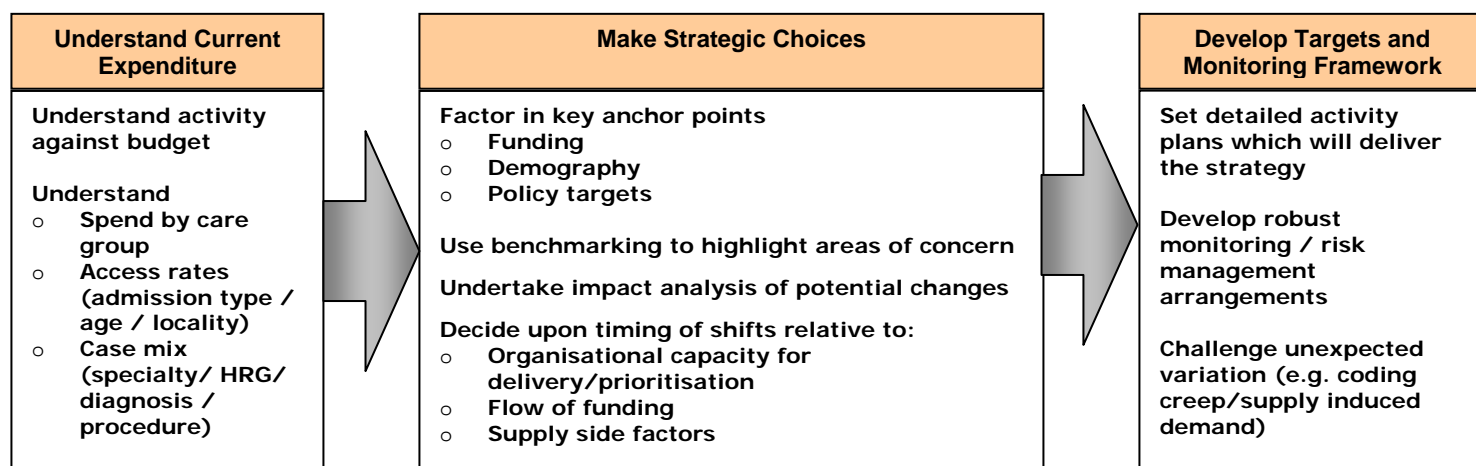 Understand Current
Expenditure
Understand activity
against budget
Understand
o Spend by care
group
o Access rates
(admission type /
age / locality)
o Case mix
(specialty/ HRG/
diagnosis /
procedure)
Make Strategic Choices
Factor in key anchor points
o Funding
o Demography
o Policy targets
Use benchmarking to highlight areas of concern
Undertake impact analysis of potential changes
Decide upon timing of shifts relative to:
o Organisational capacity for
delivery/prioritisation
o Flow of funding
o Supply side factors
Develop Targets and
Monitoring Framework
Set detailed activity
plans which will deliver
the strategy
Develop robust
monitoring / risk
management
arrangements
Challenge unexpected
variation (e.g. coding
creep/supply induced
demand)